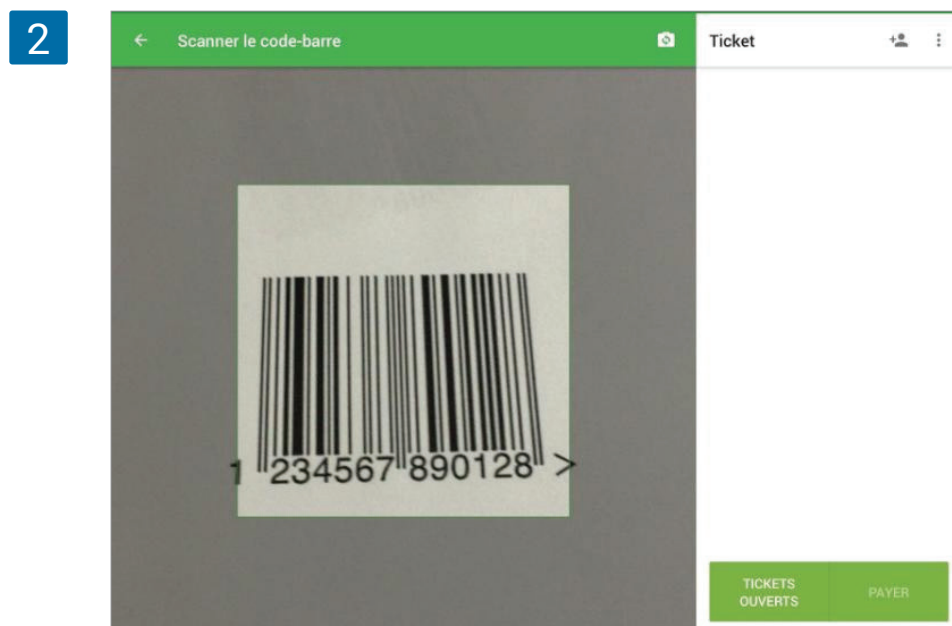 2
Scanner le code-barre
Ticket
1 234567 890128 >
TICKETS
OUVERTS
PAYER